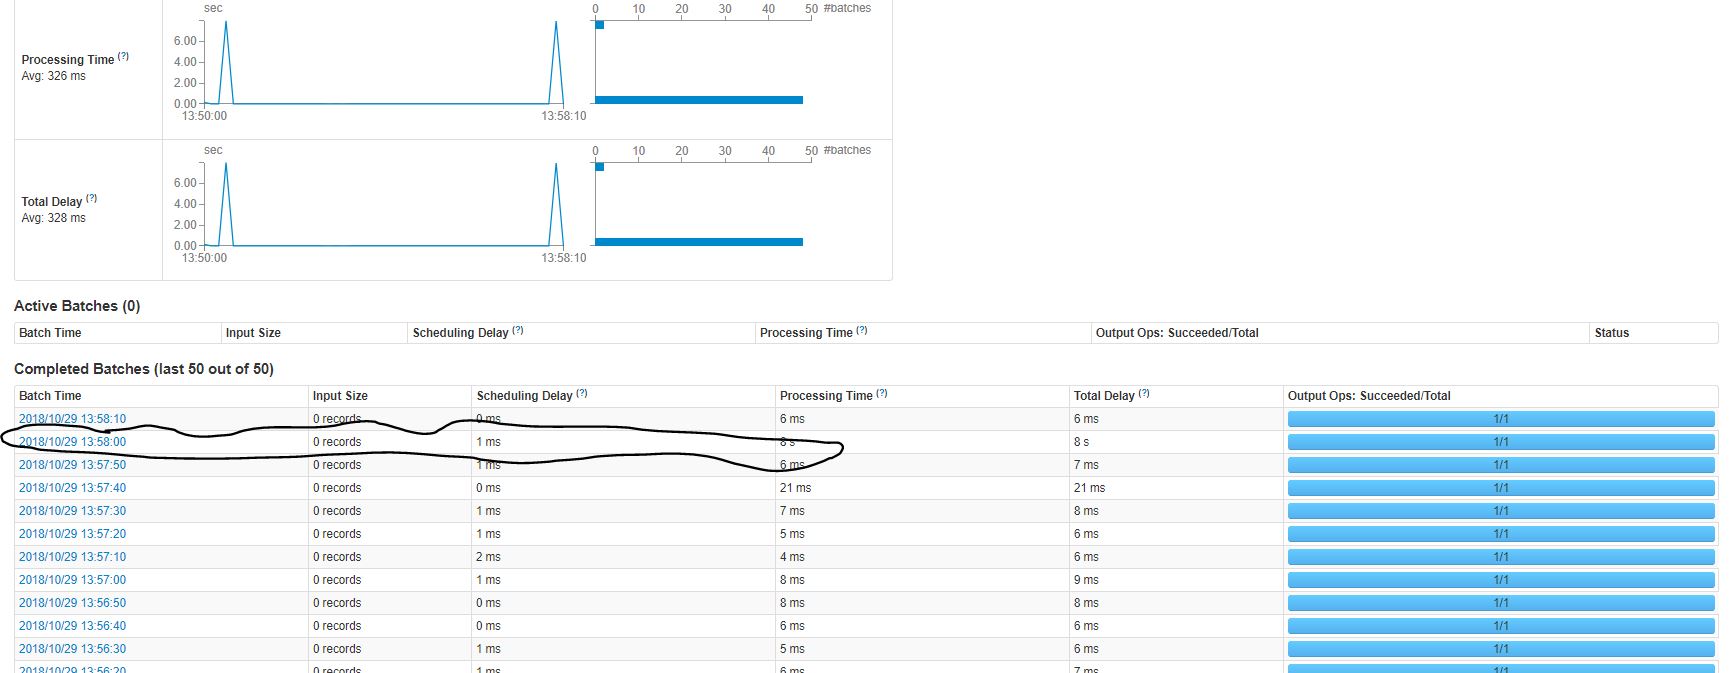 sec
0 10 20 30 40 50 #batches
Processing Time (?)
Avg: 326 ms
6.00
4.00
2.00
0.00
13:50:00 13:58:10
sec
0 10 20 30 40 50 #batches
Total Delay (?)
Avg: 328 ms
6.00
4.00
2.00
0.00
13:50:00 13:58:10
Active Batches (0)
Batch Time Input Size Scheduling Delay (?) Processing Time (?) Output Ops: Succeeded/Total Status
Completed Batches (last 50 out of 50)
Batch Time Input Size Scheduling Delay (?) Processing Time (?) Total Delay (?) Output Ops: Succeeded/Total
2018/10/29 13:58:10 0 records 0 ms 6 ms 6 ms 1/1
2018/10/29 13:58:00 0 records 1 ms 8 s 8 s 1/1
2018/10/29 13:57:50 0 records 1 ms 6 ms 7 ms 1/1
2018/10/29 13:57:40 0 records 0 ms 21 ms 21 ms 1/1
2018/10/29 13:57:30 0 records 1 ms 7 ms 8 ms 1/1
2018/10/29 13:57:20 0 records 1 ms 5 ms 6 ms 1/1
2018/10/29 13:57:10 0 records 2 ms 4 ms 6 ms 1/1
2018/10/29 13:57:00 0 records 1 ms 8 ms 9 ms 1/1
2018/10/29 13:56:50 0 records 0 ms 8 ms 8 ms 1/1
2018/10/29 13:56:40 0 records 0 ms 6 ms 6 ms 1/1
2018/10/29 13:56:30 0 records 1 ms 5 ms 6 ms 1/1
2018/10/29 13:56:20 0 records 1 ms 6 ms 7 ms 1/1